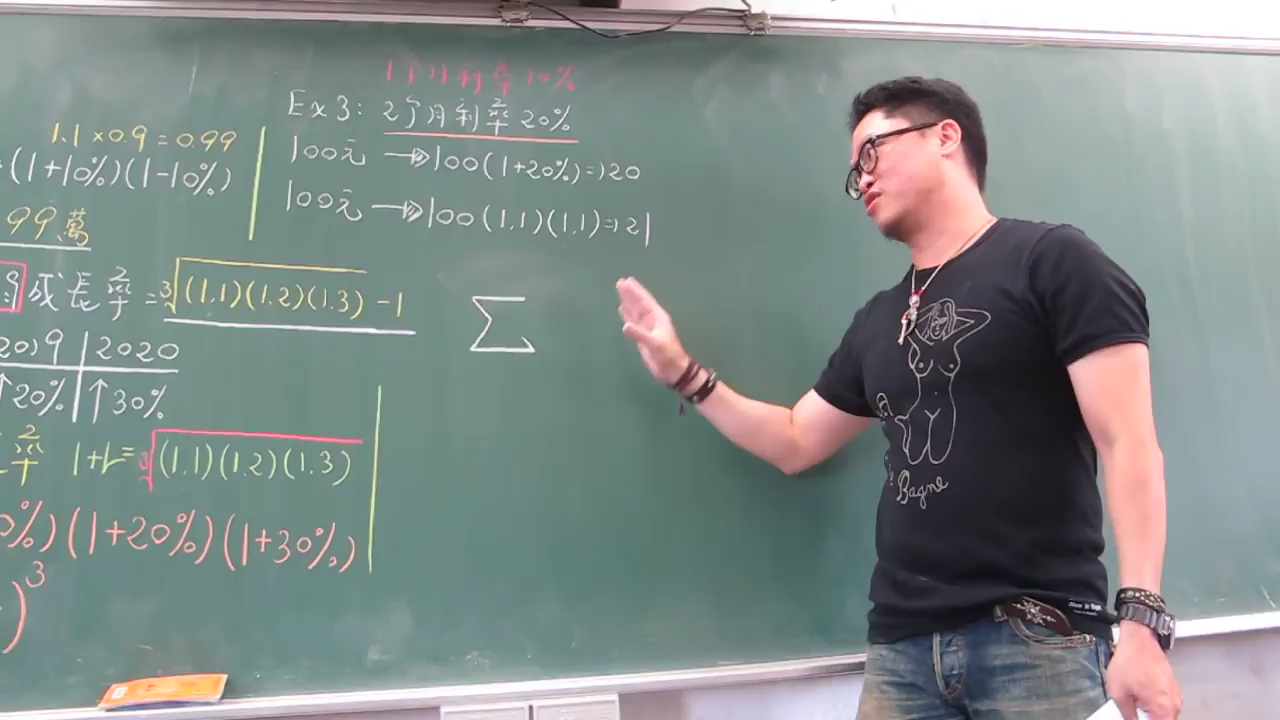 1.1×0.9=0.99
(1+10%)(1-10%)
99萬
成長率=∛(1.1)(1.2)(1.3) -1
2019 | 2020
↑20% | ↑30%
率 1+r=∛(1.1)(1.2)(1.3)
0%)(1+20%)(1+30%)
)³
1个月利率10%
Ex3: 2个月利率20%
100元 → 100(1+20%)=120
100元 → 100(1.1)(1.1)=121
Σ
Bagne